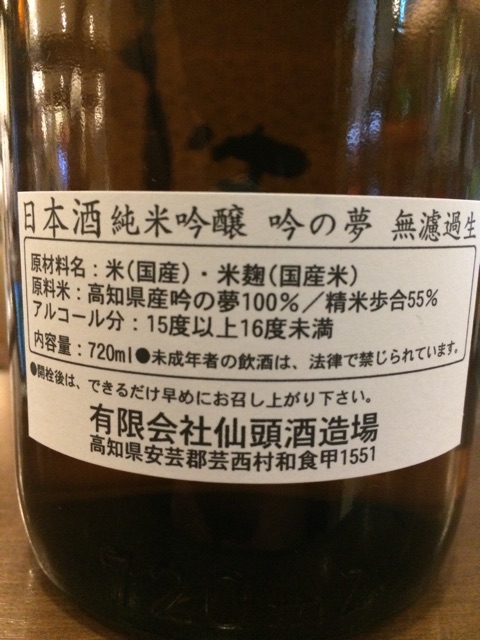 日本酒 純米吟醸 吟の夢 無濾過生
原材料名：米(国産)・米麹(国産米)
原料米：高知県産吟の夢100%／精米歩合55%
アルコール分：15度以上16度未満
内容量：720ml●未成年者の飲酒は、法律で禁じられています。
●開栓後は、できるだけ早めにお召し上がり下さい。
有限会社仙頭酒造場
高知県安芸郡芸西村和食甲1551